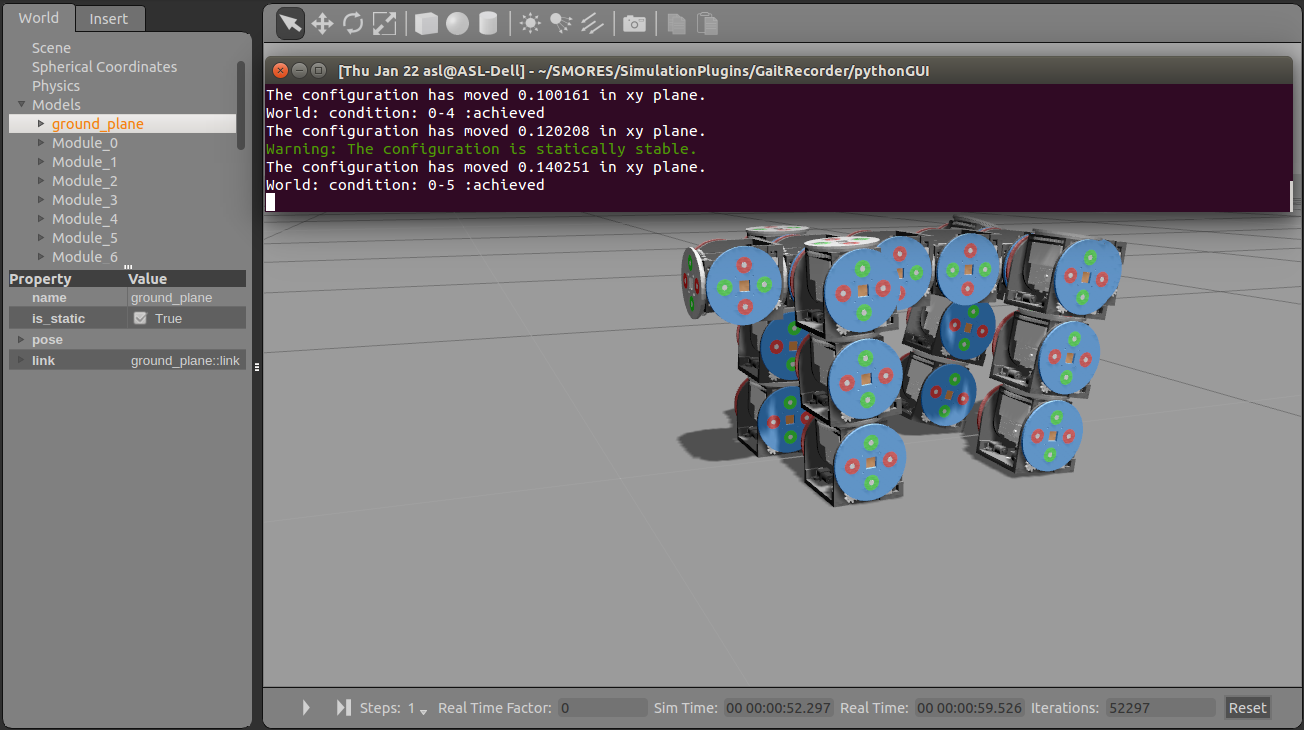 World Insert
Scene
Spherical Coordinates
Physics
Models
ground_plane
Module_0
Module_1
Module_2
Module_3
Module_4
Module_5
Module_6
Property Value
name ground_plane
is_static True
pose
link ground_plane::link
[Thu Jan 22 asl@ASL-Dell] - ~/SMORES/SimulationPlugins/GaitRecorder/pythonGUI
The configuration has moved 0.100161 in xy plane.
World: condition: 0-4 :achieved
The configuration has moved 0.120208 in xy plane.
Warning: The configuration is statically stable.
The configuration has moved 0.140251 in xy plane.
World: condition: 0-5 :achieved
Steps: 1 Real Time Factor: 0 Sim Time: 00 00:00:52.297 Real Time: 00 00:00:59.526 Iterations: 52297 Reset